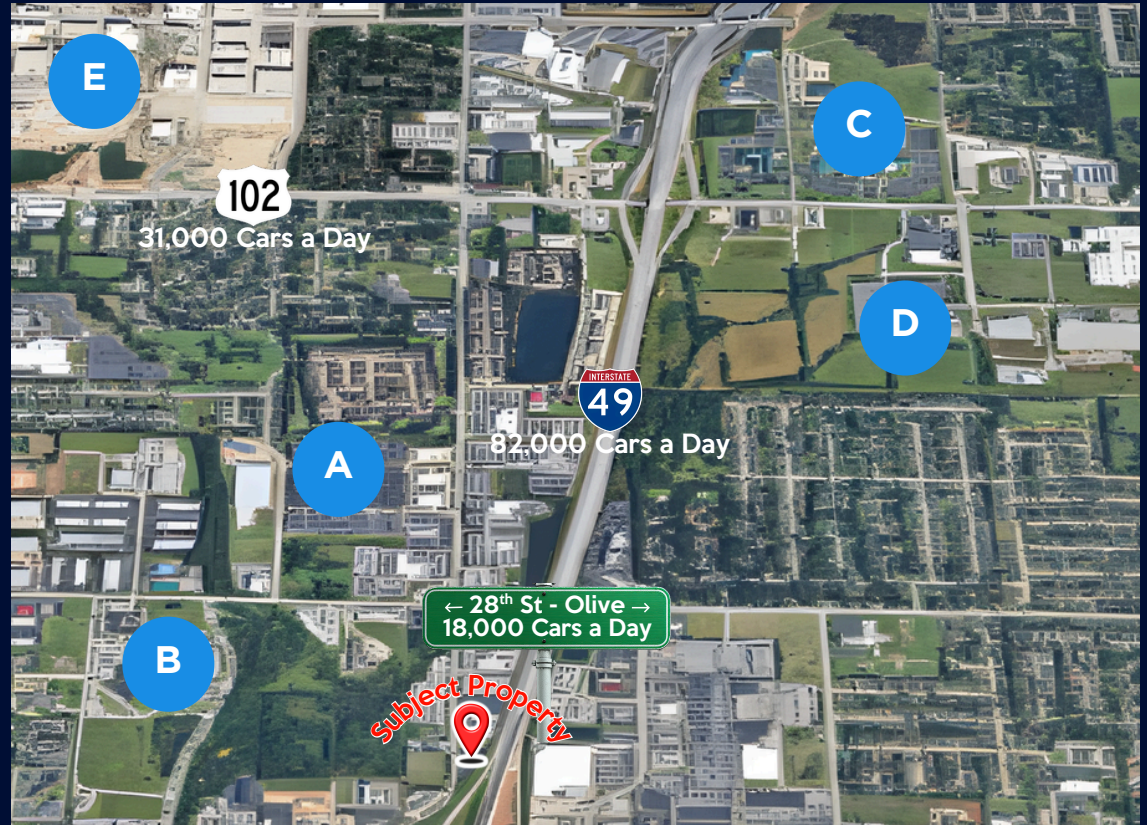 E
C
102
31,000 Cars a Day
D
INTERSTATE
49
82,000 Cars a Day
A
← 28th St - Olive →
18,000 Cars a Day
B
Subject Property